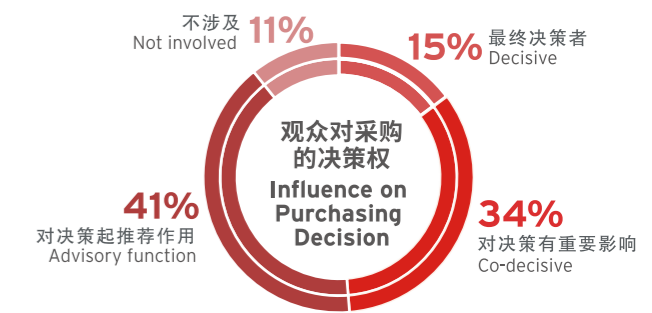 观众对采购
的决策权
Influence on
Purchasing
Decision
15%
最终决策者
Decisive
34%
对决策有重要影响
Co-decisive
41%
对决策起推荐作用
Advisory function
不涉及
Not involved
11%